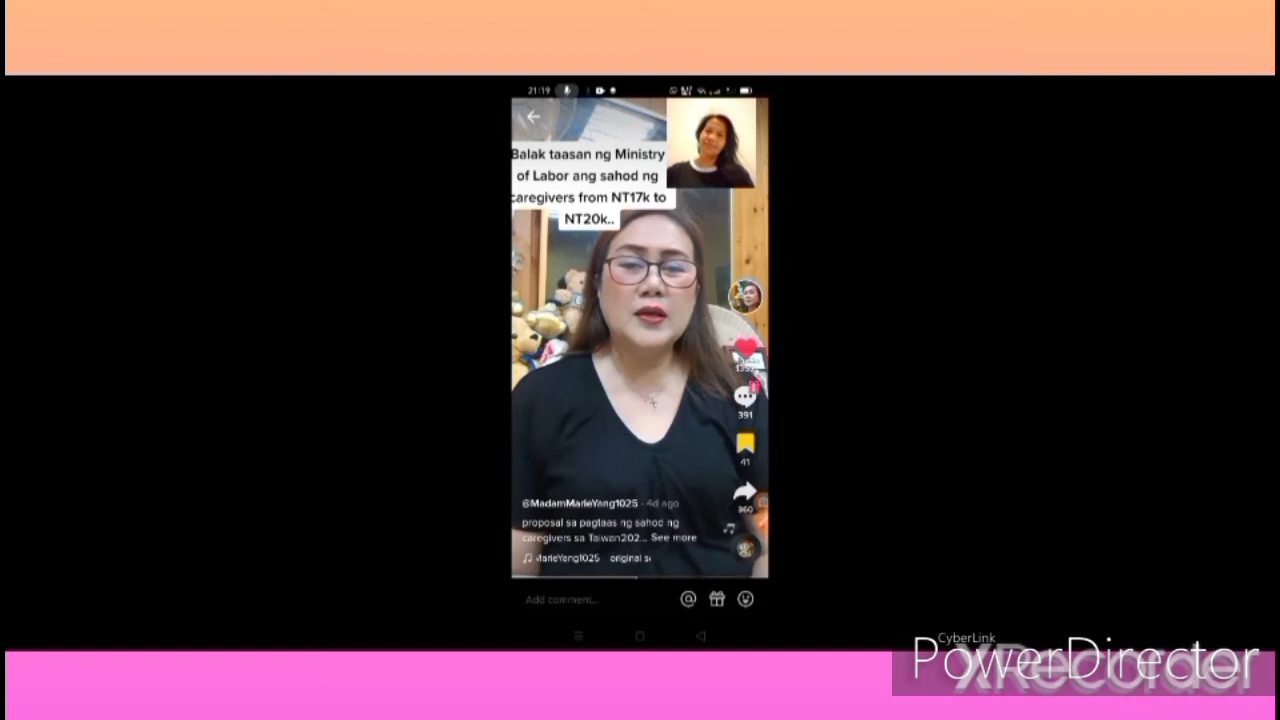 21:19
Balak taasan ng Ministry
of Labor ang sahod ng
caregivers from NT17k to
NT20k..
391
41
360
@MadamMarieYang1025 · 4d ago
proposal sa pagtaas ng sahod ng
caregivers sa Taiwan202... See more
MarieYang1025 original s
Add comment...
CyberLink
PowerDirector
XRecorder